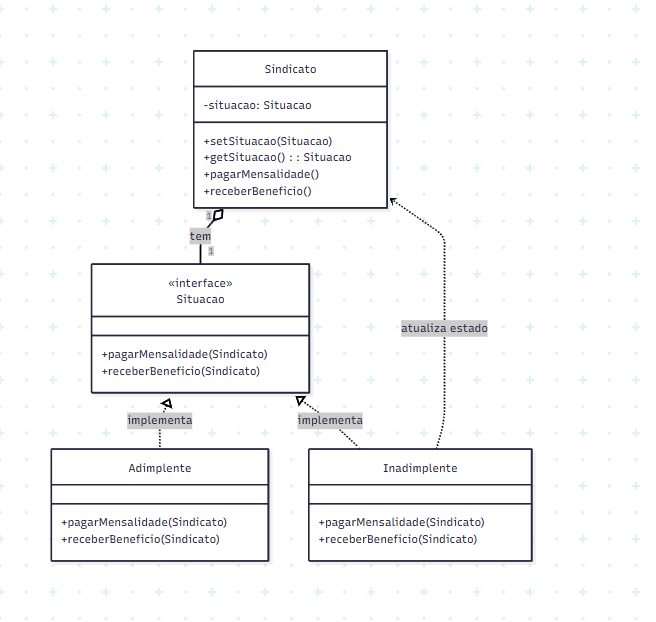 Sindicato
-situacao: Situacao
+setSituacao(Situacao)
+getSituacao() : : Situacao
+pagarMensalidade()
+receberBeneficio()
1
tem
1
«interface»
Situacao
+pagarMensalidade(Sindicato)
+receberBeneficio(Sindicato)
atualiza estado
implementa
implementa
Adimplente
+pagarMensalidade(Sindicato)
+receberBeneficio(Sindicato)
Inadimplente
+pagarMensalidade(Sindicato)
+receberBeneficio(Sindicato)